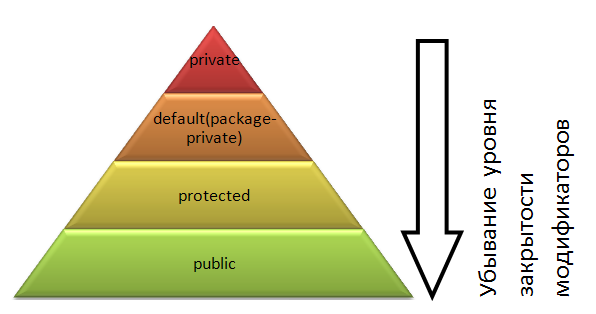 private
default(package-
private)
protected
public
Убывание уровня
закрытости
модификаторов